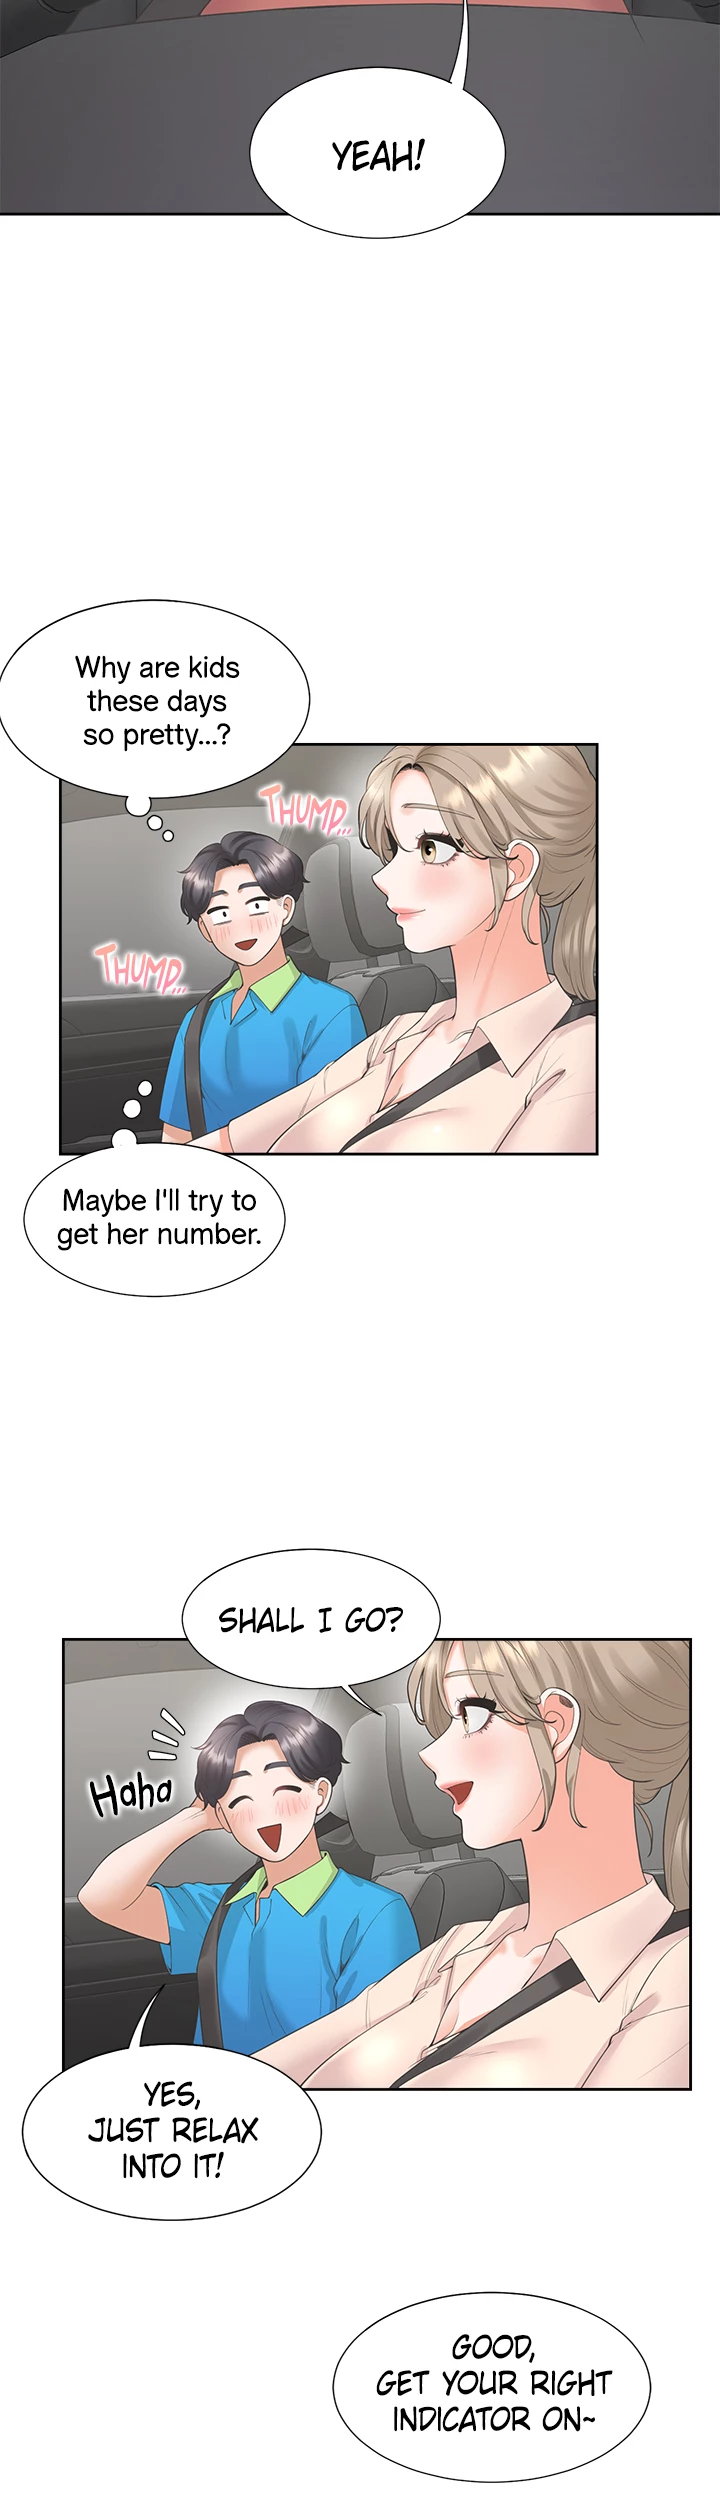 YEAH!
Why are kids
these days
so pretty...?
THUMP...
THUMP...
Maybe I'll try to
get her number.
SHALL I GO?
Haha
YES,
JUST RELAX
INTO IT!
GOOD,
GET YOUR RIGHT
INDICATOR ON~